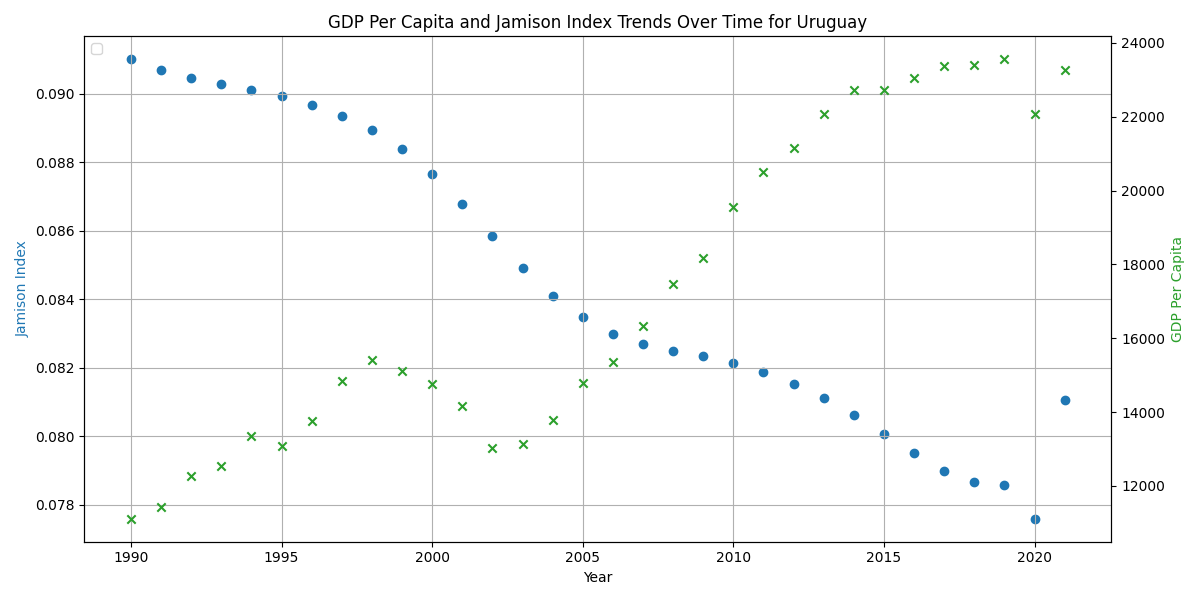 GDP Per Capita and Jamison Index Trends Over Time for Uruguay
Jamison Index
0.090
0.088
0.086
0.084
0.082
0.080
0.078
24000
22000
20000
18000
16000
14000
12000
GDP Per Capita
1990 1995 2000 2005 2010 2015 2020
Year